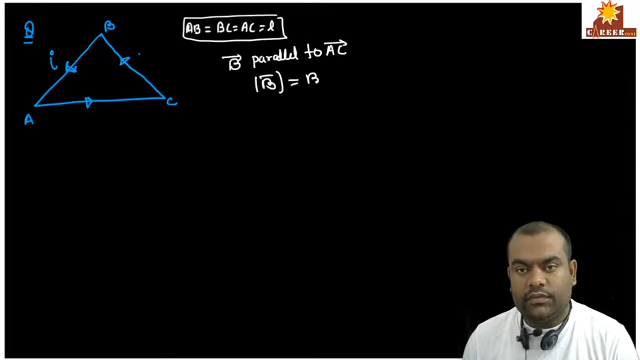 Q
B
AB = BC = AC = l
i
B parallel to AC
|B| = B
A
C
CAREER